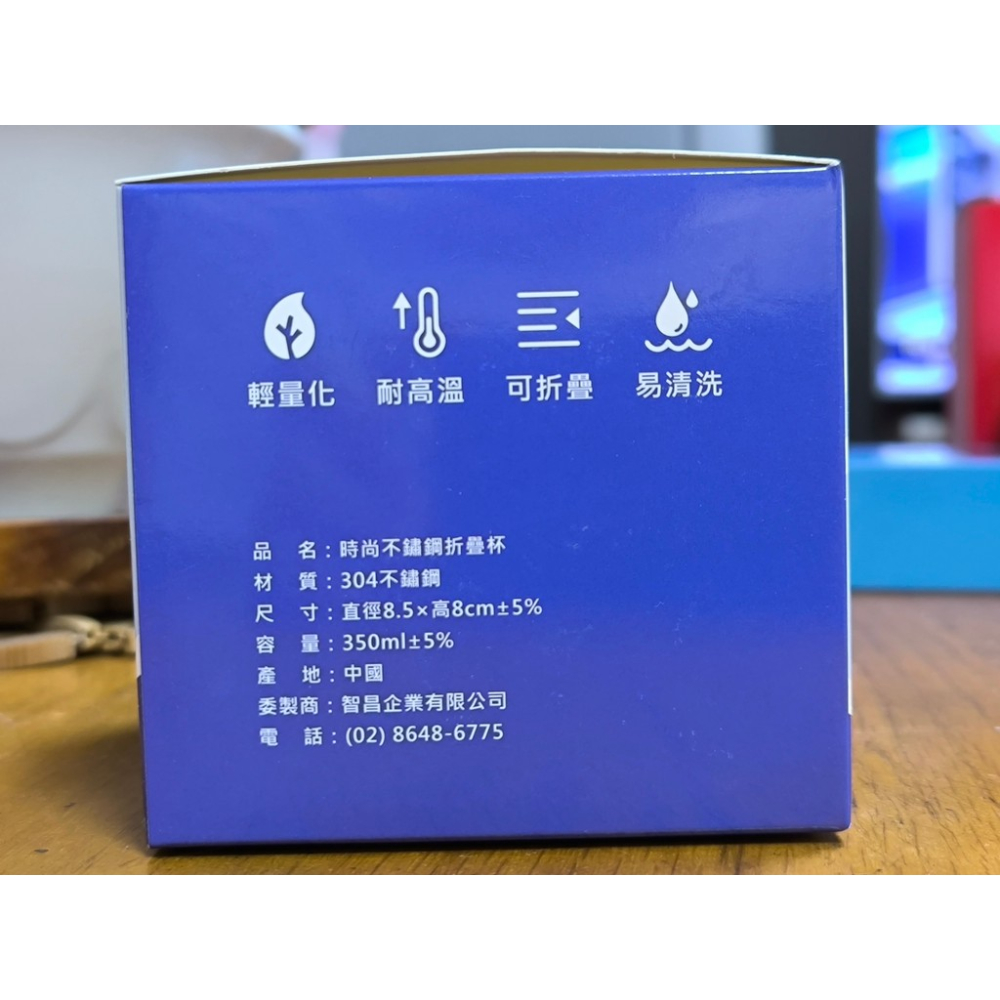 輕量化 耐高溫 可折疊 易清洗
品 名：時尚不鏽鋼折疊杯
材 質：304不鏽鋼
尺 寸：直徑8.5×高8cm±5%
容 量：350ml±5%
產 地：中國
委製商：智昌企業有限公司
電 話：(02) 8648-6775